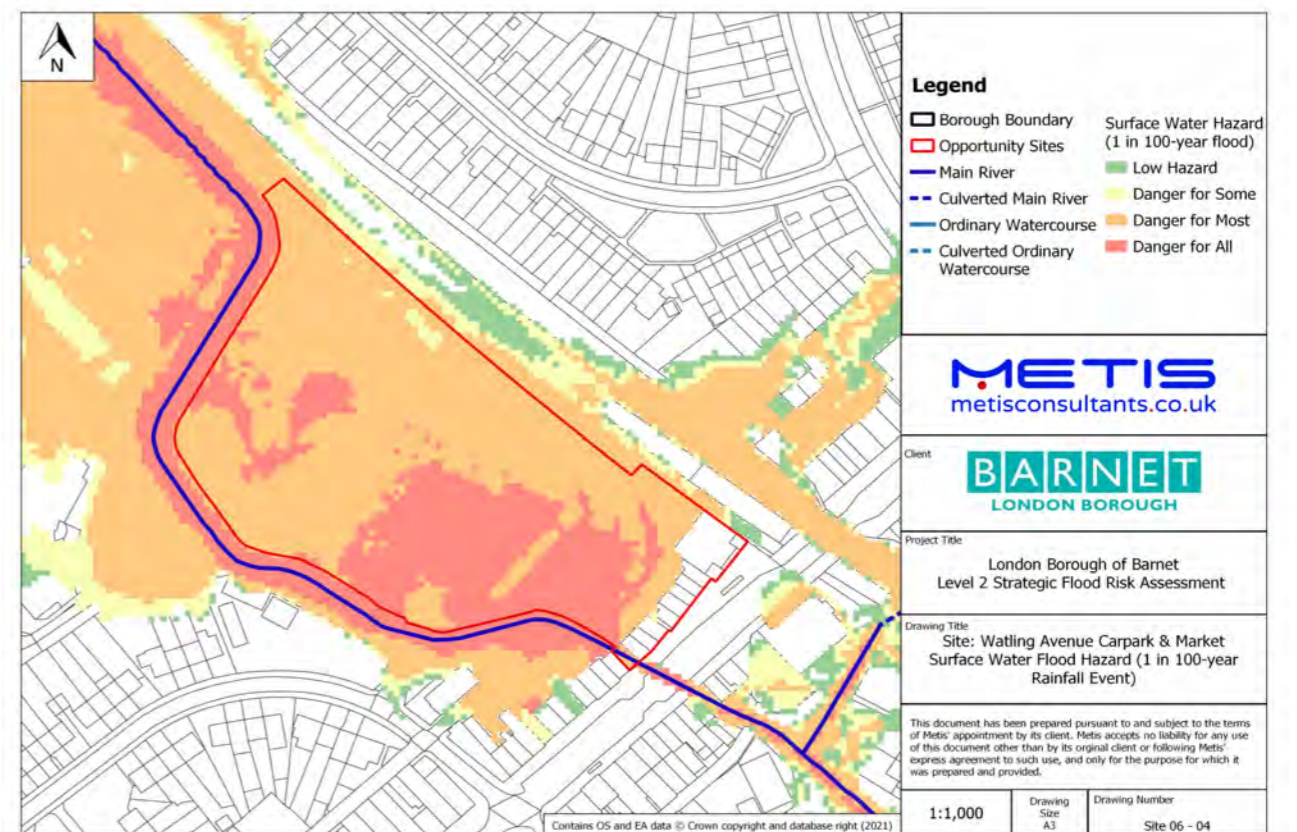 N
Legend
Borough Boundary
Opportunity Sites
Main River
Culverted Main River
Ordinary Watercourse
Culverted Ordinary
Watercourse
Surface Water Hazard
(1 in 100-year flood)
Low Hazard
Danger for Some
Danger for Most
Danger for All
METIS
metisconsultants.co.uk
Client
BARNET
LONDON BOROUGH
Project Title
London Borough of Barnet
Level 2 Strategic Flood Risk Assessment
Drawing Title
Site: Watling Avenue Carpark & Market
Surface Water Flood Hazard (1 in 100-year
Rainfall Event)
This document has been prepared pursuant to and subject to the terms
of Metis' appointment by its client. Metis accepts no liability for any use
of this document other than by its orginal client or following Metis'
express agreement to such use, and only for the purpose for which it
was prepared and provided.
1:1,000
Drawing
Size
A3
Drawing Number
Site 06 - 04
Contains OS and EA data © Crown copyright and database right (2021)